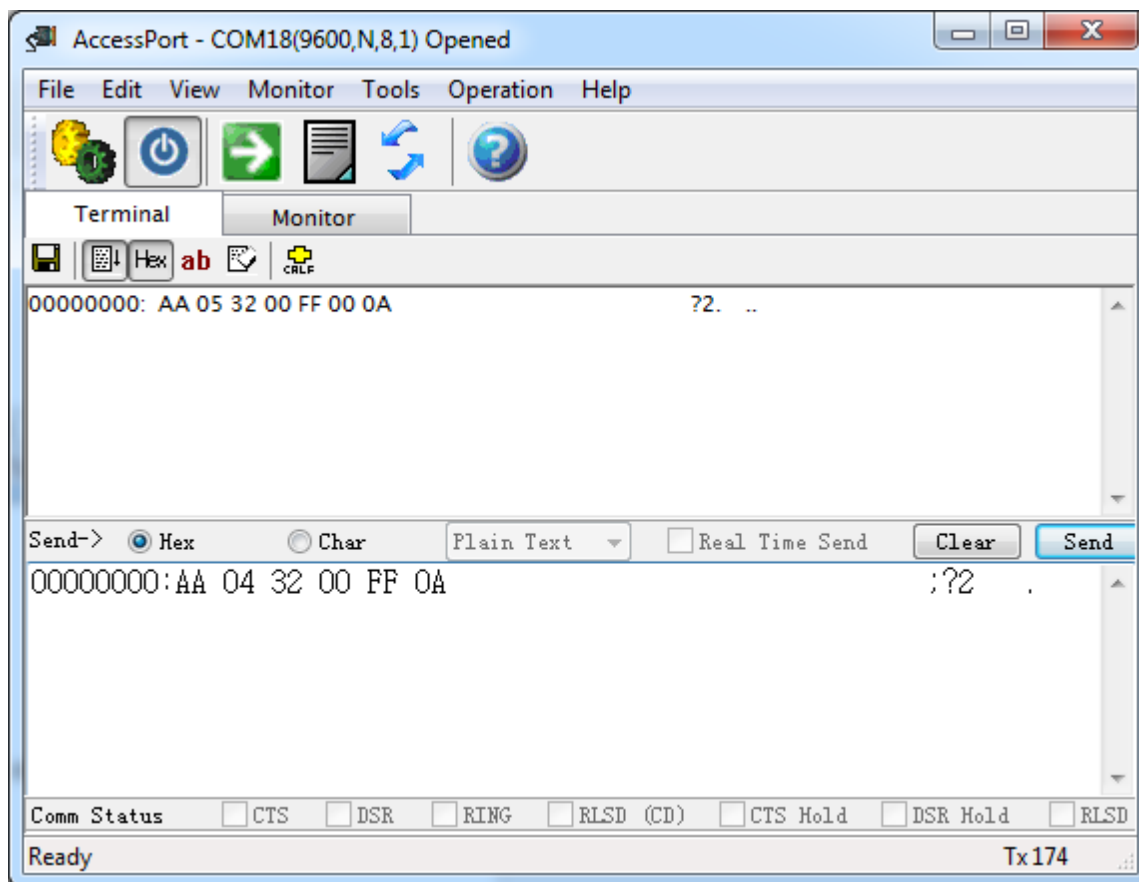 AccessPort - COM18(9600,N,8,1) Opened
File Edit View Monitor Tools Operation Help
Terminal Monitor
Hex ab CRLF
00000000: AA 05 32 00 FF 00 0A ?2. ..
Send-> Hex Char Plain Text Real Time Send Clear Send
00000000:AA 04 32 00 FF 0A ;?2 .
Comm Status CTS DSR RING RLSD (CD) CTS Hold DSR Hold RLSD
Ready Tx 174